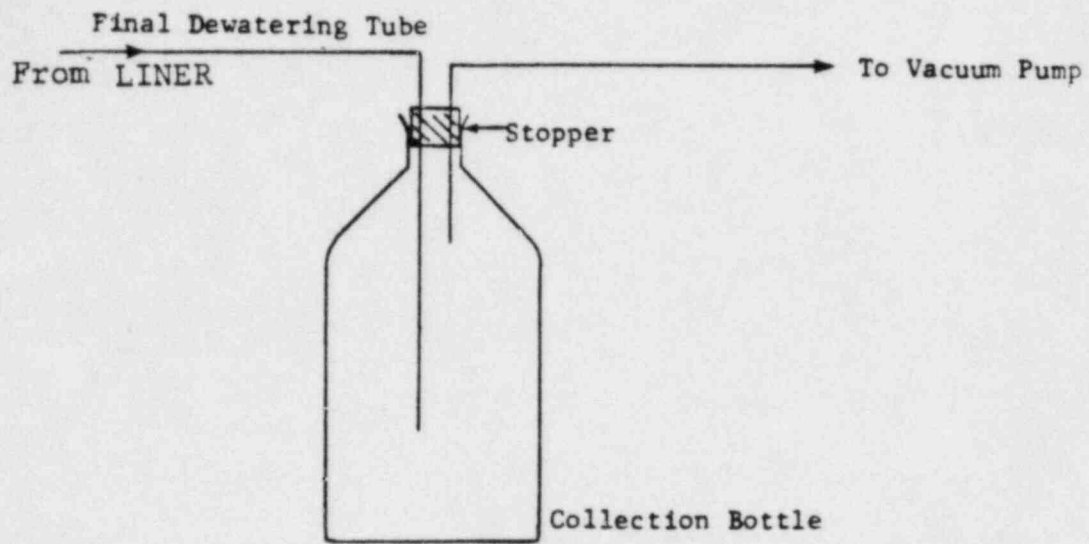 Final Dewatering Tube
From LINER
To Vacuum Pump
Stopper
Collection Bottle